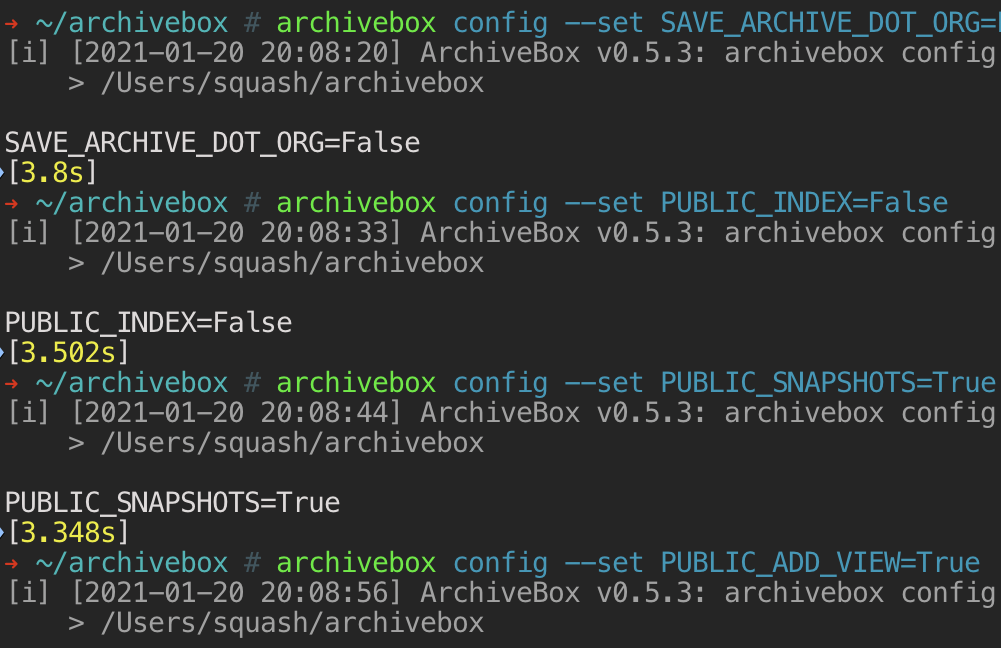 → ~/archivebox # archivebox config --set SAVE_ARCHIVE_DOT_ORG=
[i] [2021-01-20 20:08:20] ArchiveBox v0.5.3: archivebox config
> /Users/squash/archivebox
SAVE_ARCHIVE_DOT_ORG=False
[3.8s]
→ ~/archivebox # archivebox config --set PUBLIC_INDEX=False
[i] [2021-01-20 20:08:33] ArchiveBox v0.5.3: archivebox config
> /Users/squash/archivebox
PUBLIC_INDEX=False
[3.502s]
→ ~/archivebox # archivebox config --set PUBLIC_SNAPSHOTS=True
[i] [2021-01-20 20:08:44] ArchiveBox v0.5.3: archivebox config
> /Users/squash/archivebox
PUBLIC_SNAPSHOTS=True
[3.348s]
→ ~/archivebox # archivebox config --set PUBLIC_ADD_VIEW=True
[i] [2021-01-20 20:08:56] ArchiveBox v0.5.3: archivebox config
> /Users/squash/archivebox